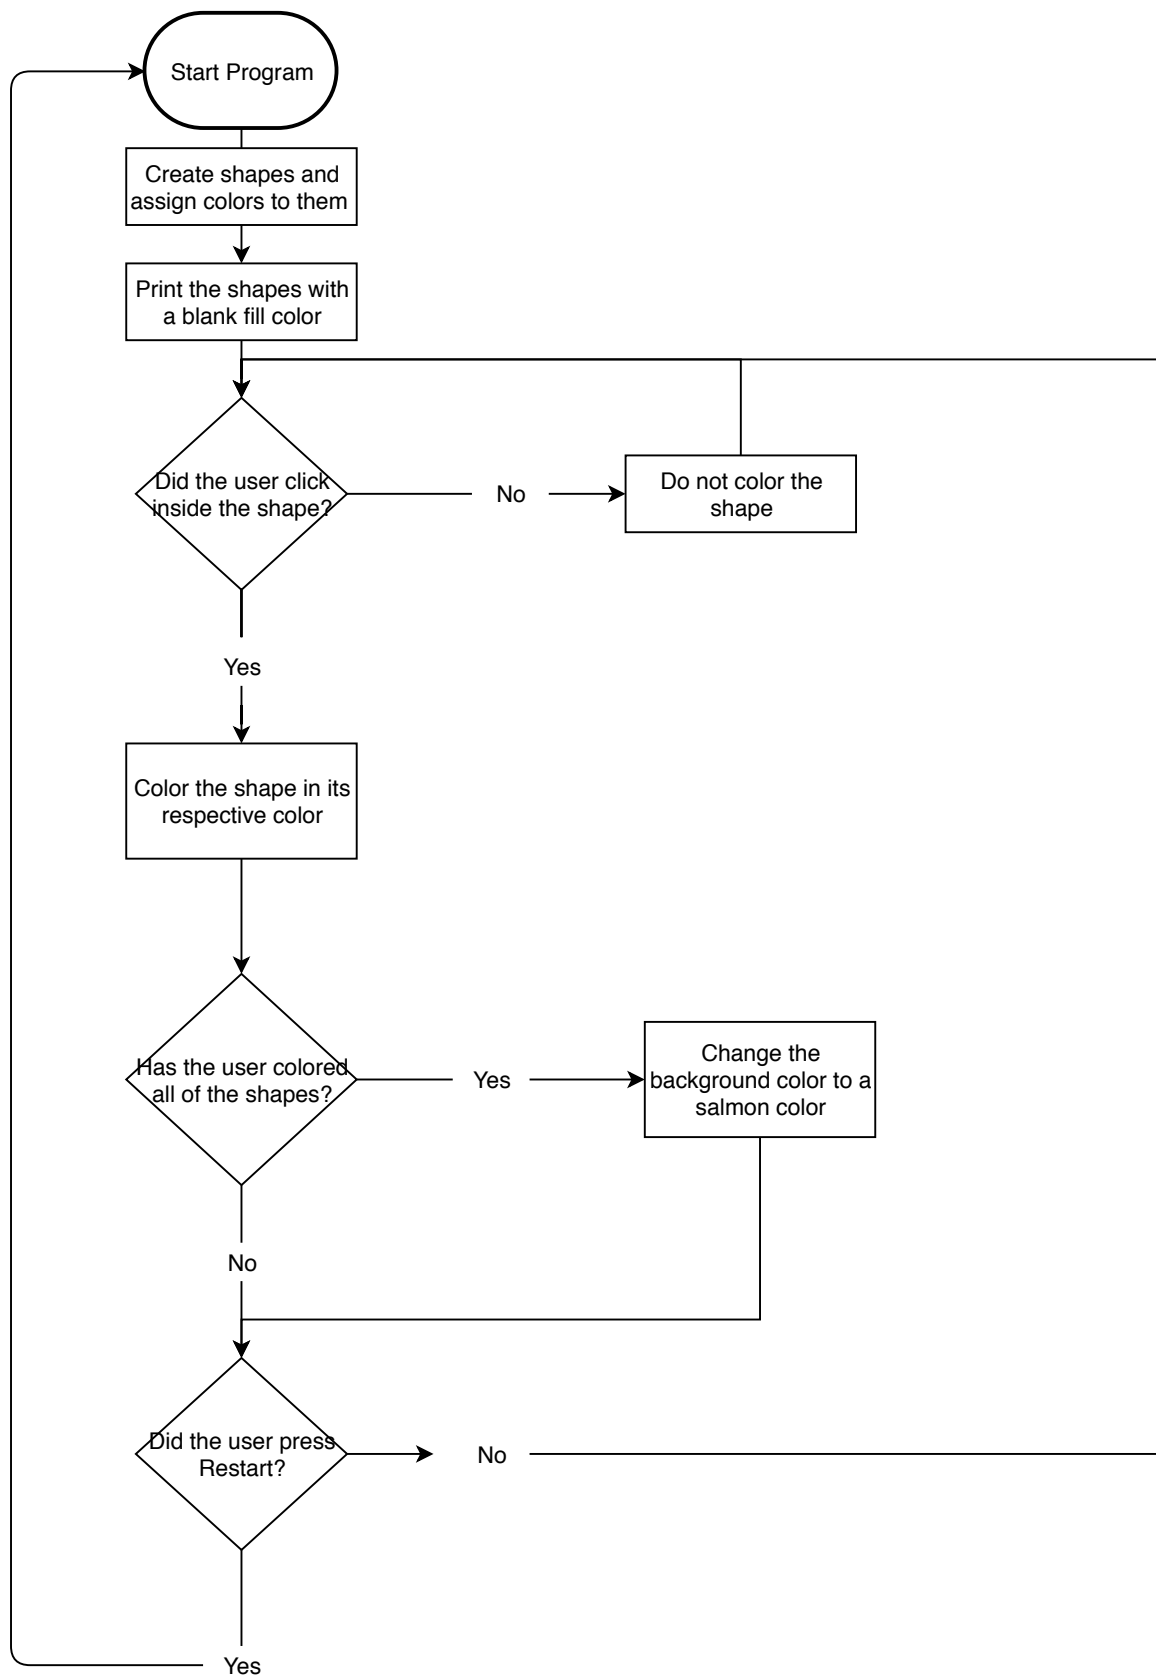 Start Program
Create shapes and
assign colors to them
Print the shapes with
a blank fill color
Did the user click
inside the shape?
No
Do not color the
shape
Yes
Color the shape in its
respective color
Has the user colored
all of the shapes?
Yes
Change the
background color to a
salmon color
No
Did the user press
Restart?
No
Yes